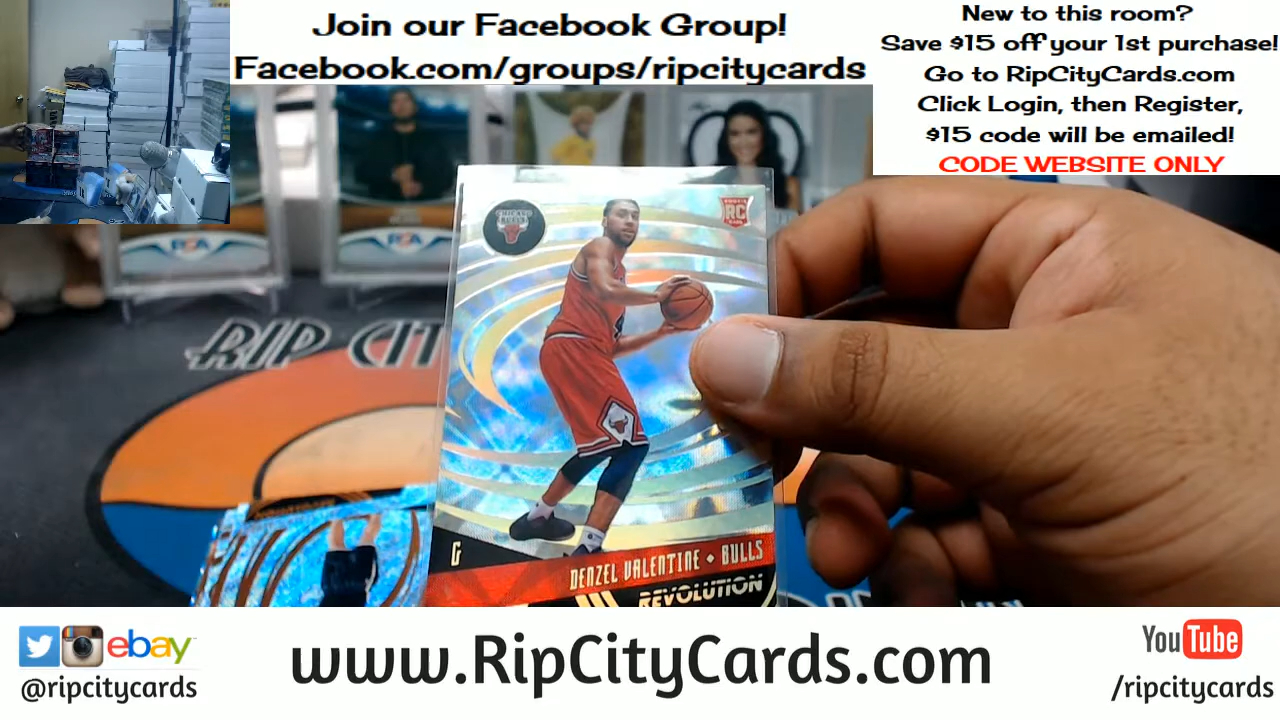 Join our Facebook Group!
Facebook.com/groups/ripcitycards
New to this room?
Save $15 off your 1st purchase!
Go to RipCityCards.com
Click Login, then Register,
$15 code will be emailed!
CODE WEBSITE ONLY
RIP CIT
CHICAGO
BULLS
RC
G
DENZEL VALENTINE • BULLS
REVOLUTION
ebay
@ripcitycards
www.RipCityCards.com
YouTube
/ripcitycards